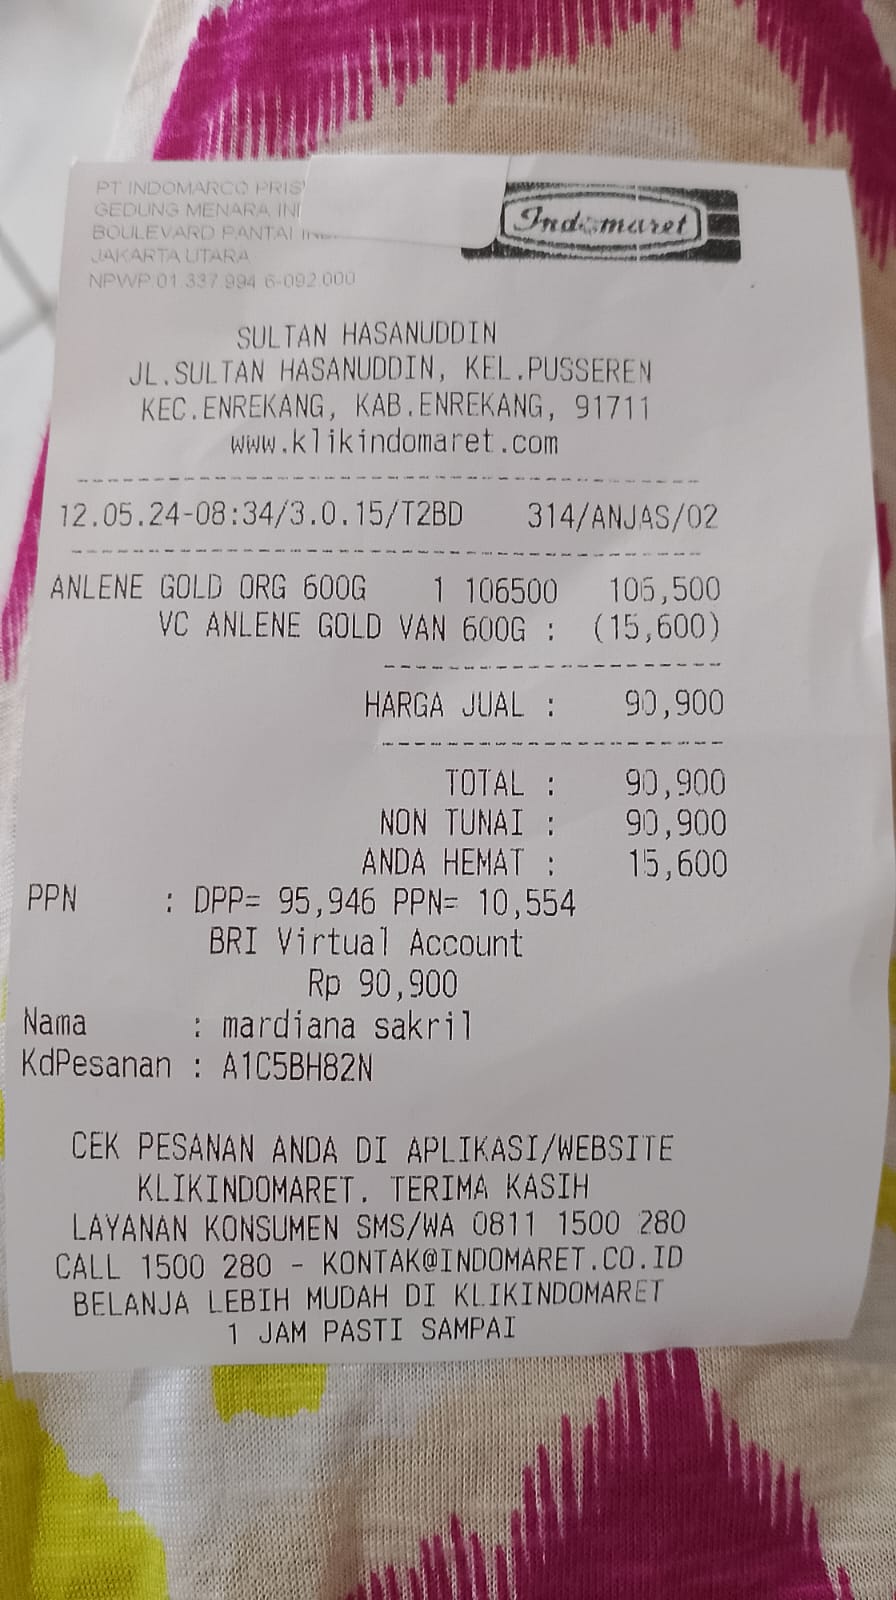 PT INDOMARCO
GEDUNG MENARA
BOULEVARD PANTAI
JAKARTA UTARA
NPWP 01.337.994.6-092.000
Indomaret
SULTAN HASANUDDIN
JL.SULTAN HASANUDDIN, KEL.PUSSEREN
KEC.ENREKANG, KAB.ENREKANG, 91711
www.klikindomaret.com
12.05.24-08:34/3.0.15/T2BD 314/ANJAS/02
ANLENE GOLD ORG 600G 1 106500 106,500
VC ANLENE GOLD VAN 600G : (15,600)
HARGA JUAL : 90,900
TOTAL : 90,900
NON TUNAI : 90,900
ANDA HEMAT : 15,600
PPN : DPP= 95,946 PPN= 10,554
BRI Virtual Account
Rp 90,900
Nama : mardiana sakril
KdPesanan : A1C5BH82N
CEK PESANAN ANDA DI APLIKASI/WEBSITE
KLIKINDOMARET. TERIMA KASIH
LAYANAN KONSUMEN SMS/WA 0811 1500 280
CALL 1500 280 - KONTAK@INDOMARET.CO.ID
BELANJA LEBIH MUDAH DI KLIKINDOMARET
1 JAM PASTI SAMPAI